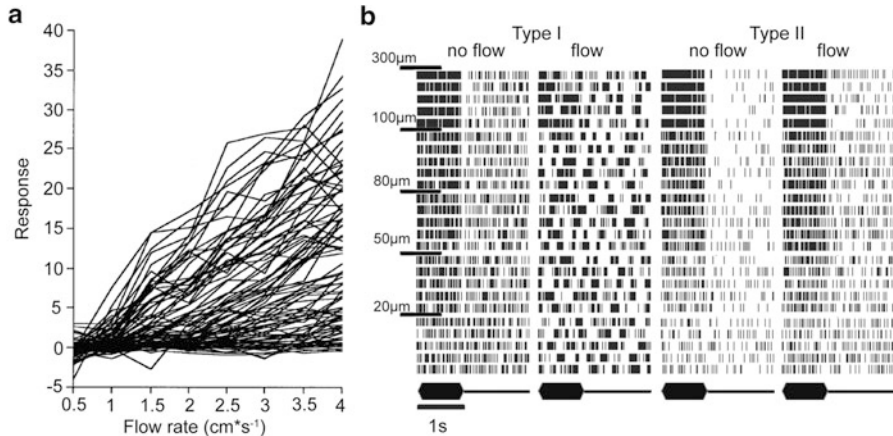 a
40
35
30
25
20
15
10
5
0
-5
Response
0.5 1 1.5 2 2.5 3 3.5 4
Flow rate (cm*s⁻¹)
b
Type I Type II
no flow flow no flow flow
300µm
100µm
80µm
50µm
20µm
1s